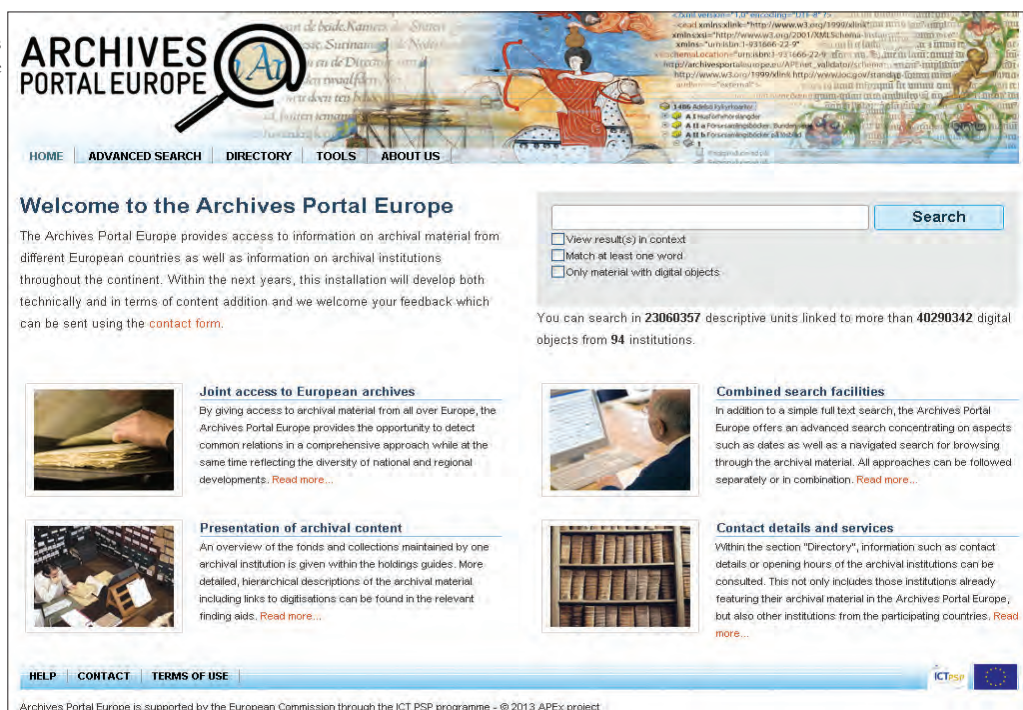 ARCHIVES
PORTAL EUROPE
HOME ADVANCED SEARCH DIRECTORY TOOLS ABOUT US
Welcome to the Archives Portal Europe
The Archives Portal Europe provides access to information on archival material from
different European countries as well as information on archival institutions
throughout the continent. Within the next years, this installation will develop both
technically and in terms of content addition and we welcome your feedback which
can be sent using the contact form.
Search
View result(s) in context
Match at least one word
Only material with digital objects
You can search in 23060357 descriptive units linked to more than 40290342 digital
objects from 94 institutions.
Joint access to European archives
By giving access to archival material from all over Europe, the
Archives Portal Europe provides the opportunity to detect
common relations in a comprehensive approach while at the
same time reflecting the diversity of national and regional
developments. Read more...
Combined search facilities
In addition to a simple full text search, the Archives Portal
Europe offers an advanced search concentrating on aspects
such as dates as well as a navigated search for browsing
through the archival material. All approaches can be followed
separately or in combination. Read more...
Presentation of archival content
An overview of the fonds and collections maintained by one
archival institution is given within the holdings guides. More
detailed, hierarchical descriptions of the archival material
including links to digitisations can be found in the relevant
finding aids. Read more...
Contact details and services
Within the section "Directory", information such as contact
details or opening hours of the archival institutions can be
consulted. This not only includes those institutions already
featuring their archival material in the Archives Portal Europe,
but also other institutions from the participating countries. Read
more...
HELP CONTACT TERMS OF USE
ICT PSP
Archives Portal Europe is supported by the European Commission through the ICT PSP programme - © 2013 APEx project